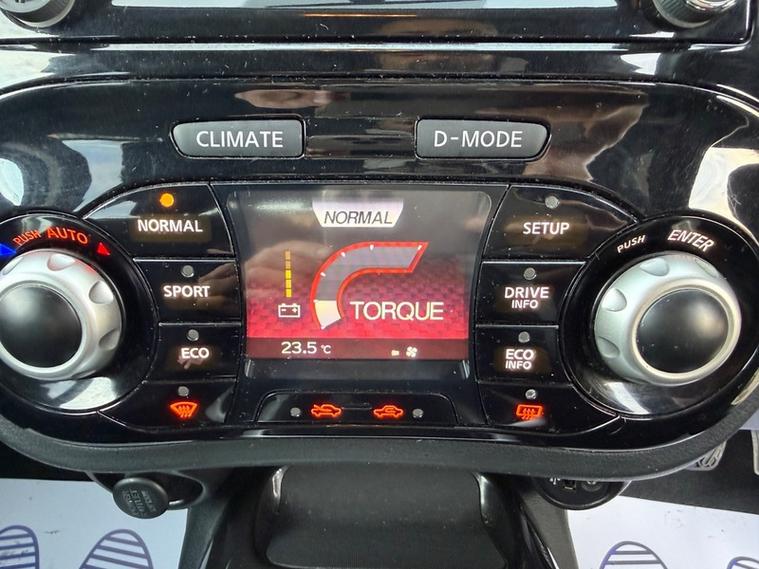 CLIMATE
D-MODE
NORMAL
NORMAL
SETUP
PUSH AUTO
PUSH ENTER
SPORT
TORQUE
DRIVE
INFO
ECO
23.5 °C
ECO
INFO